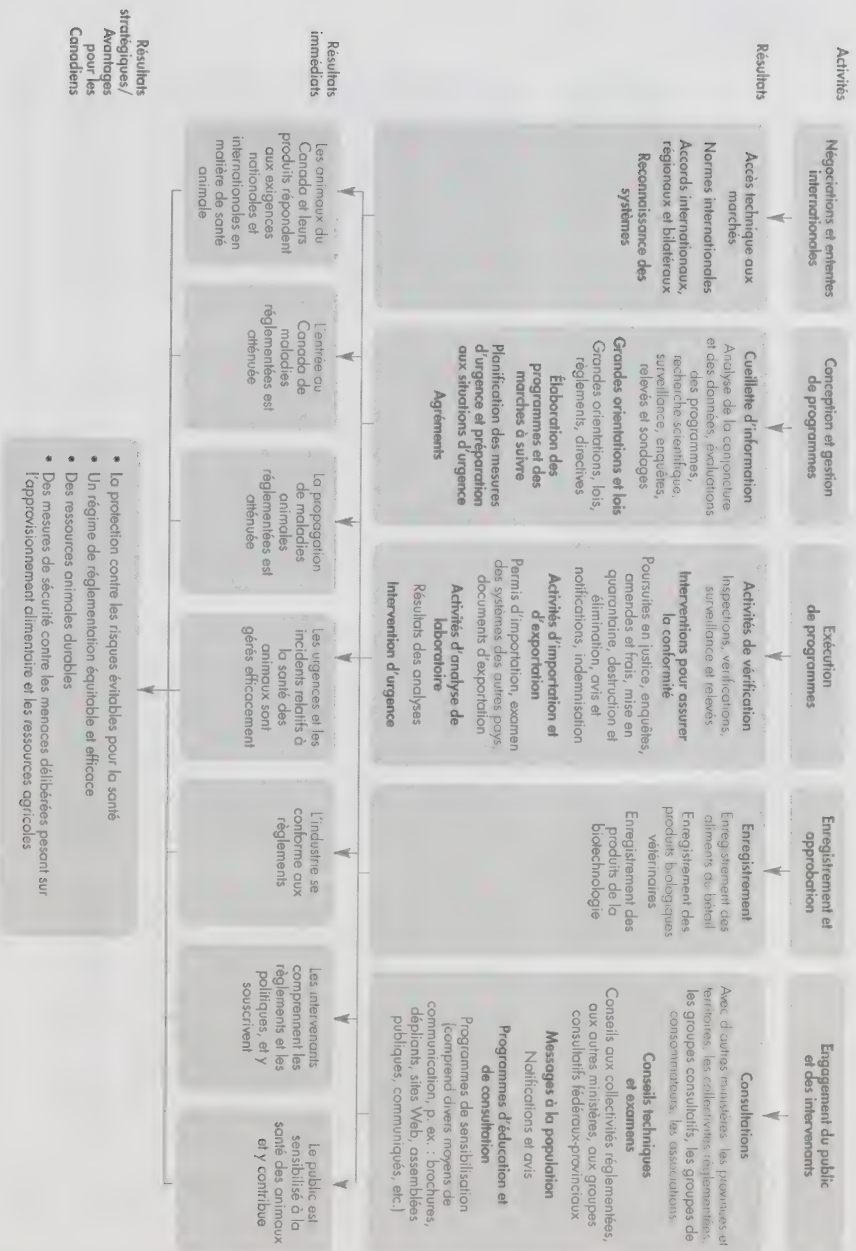 Activités
Négociations et ententes
internationales
Conception et gestion
de programmes
Exécution
de programmes
Enregistrement et
approbation
Engagement du public
et des intervenants
Résultats
Accès technique aux
marchés
Normes internationales
Accords internationaux,
régionaux et bilatéraux
Reconnaissance des
systèmes
Cueillette d'information
Analyse de la conjoncture
et des données, évaluations
des programmes,
recherche scientifique,
surveillance, enquêtes,
relevés et sondages
Grandes orientations et lois
Grandes orientations, lois,
règlements, directives
Élaboration des
programmes et des
marches à suivre
Planification des mesures
d'urgence et préparation
aux situations d'urgence
Agréments
Activités de vérification
Inspections, vérifications,
surveillance et relevés
Interventions pour assurer
la conformité
Poursuites en justice, enquêtes,
amendes et frais, mise en
quarantaine, destruction et
élimination, avis et
notifications, indemnisation
Activités d'importation et
d'exportation
Permis d'importation, examen
des systèmes des autres pays,
documents d'exportation
Activités d'analyse de
laboratoire
Résultats des analyses
Intervention d'urgence
Enregistrement
Enregistrement des
aliments du bétail
Enregistrement des
produits biologiques
vétérinaires
Enregistrement des
produits de la
biotechnologie
Consultations
Avec d'autres ministères, les provinces et
territoires, les collectivités réglementées,
les groupes consultatifs, les groupes de
consommateurs, les associations
Conseils techniques
et examens
Conseils aux collectivités réglementées,
aux autres ministères, aux groupes
consultatifs fédéraux-provinciaux
Messages à la population
Notifications et avis
Programmes d'éducation et
de consultation
Programmes de sensibilisation
(comprend divers moyens de
communication, p. ex. : brochures,
dépliants, sites Web, assemblées
publiques, communiqués, etc.)
Résultats
immédiats
Les animaux du
Canada et leurs
produits répondent
aux exigences
nationales et
internationales en
matière de santé
animale
L'entrée au
Canada de
maladies
réglementées est
atténuée
La propagation
de maladies
animales
réglementées est
atténuée
Les urgences et les
incidents relatifs à
la santé des
animaux sont
gérés efficacement
L'industrie se
conforme aux
règlements
Les intervenants
comprennent les
règlements et les
politiques, et y
souscrivent
Le public est
sensibilisé à la
santé des animaux
et y contribue
Résultats
stratégiques/
Avantages
pour les
Canadiens
• La protection contre les risques évitables pour la santé
• Un régime de réglementation équitable et efficace
• Des ressources animales durables
• Des mesures de sécurité contre les menaces délibérées pesant sur
l'approvisionnement alimentaire et les ressources agricoles